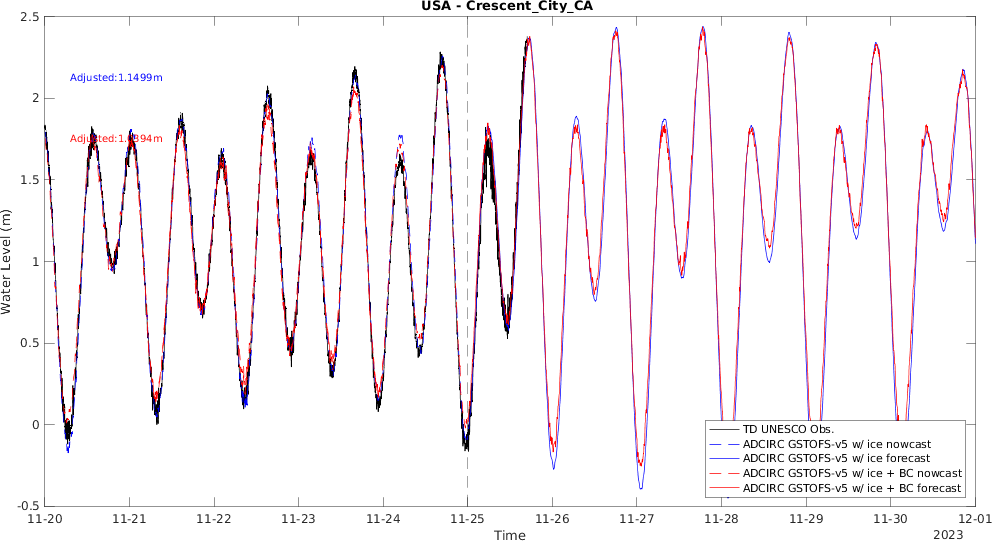 USA - Crescent_City_CA
2.5
Adjusted:1.1499m
2
Adjusted:1.1394m
1.5
1
0.5
0
-0.5
Water Level (m)
TD UNESCO Obs.
ADCIRC GSTOFS-v5 w/ ice nowcast
ADCIRC GSTOFS-v5 w/ ice forecast
ADCIRC GSTOFS-v5 w/ ice + BC nowcast
ADCIRC GSTOFS-v5 w/ ice + BC forecast
11-20 11-21 11-22 11-23 11-24 11-25 11-26 11-27 11-28 11-29 11-30 12-01
Time
2023